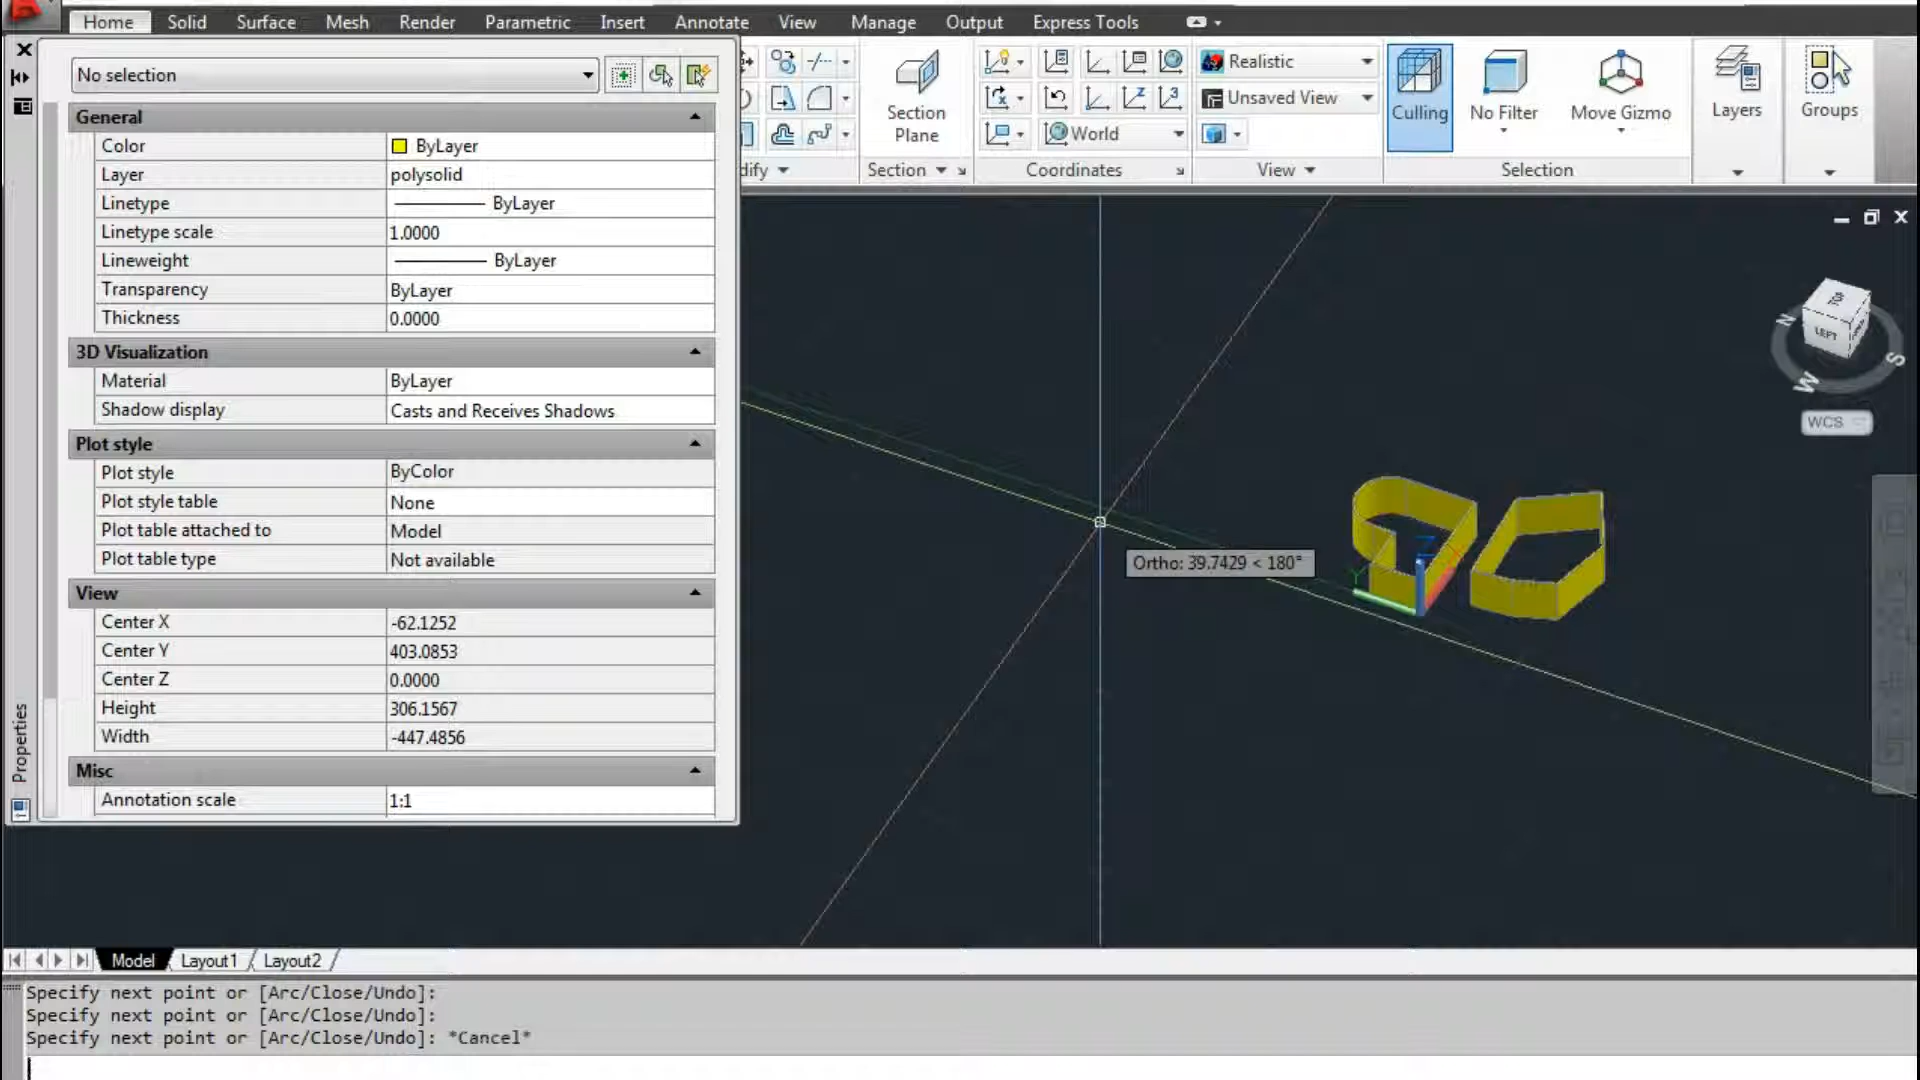 Home Solid Surface Mesh Render Parametric Insert Annotate View Manage Output Express Tools
No selection
General
Color ByLayer
Layer polysolid
Linetype ByLayer
Linetype scale 1.0000
Lineweight ByLayer
Transparency ByLayer
Thickness 0.0000
3D Visualization
Material ByLayer
Shadow display Casts and Receives Shadows
Plot style
Plot style ByColor
Plot style table None
Plot table attached to Model
Plot table type Not available
View
Center X -62.1252
Center Y 403.0853
Center Z 0.0000
Height 306.1567
Width -447.4856
Misc
Annotation scale 1:1
Properties
Section
Plane
Realistic
Unsaved View
World
Culling
No Filter
Move Gizmo
Layers
Groups
dify
Section
Coordinates
View
Selection
TOP
LEFT
N
S
W
WCS
Ortho: 39.7429 < 180°
Z
Y
Model Layout1 Layout2
Specify next point or [Arc/Close/Undo]:
Specify next point or [Arc/Close/Undo]:
Specify next point or [Arc/Close/Undo]: *Cancel*